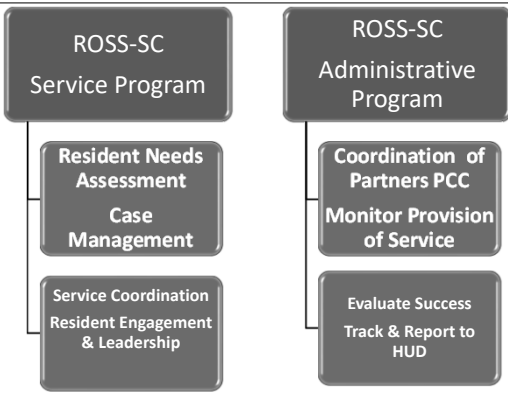 ROSS-SC
Service Program
Resident Needs
Assessment
Case
Management
Service Coordination
Resident Engagement
& Leadership
ROSS-SC
Administrative
Program
Coordination of
Partners PCC
Monitor Provision
of Service
Evaluate Success
Track & Report to
HUD